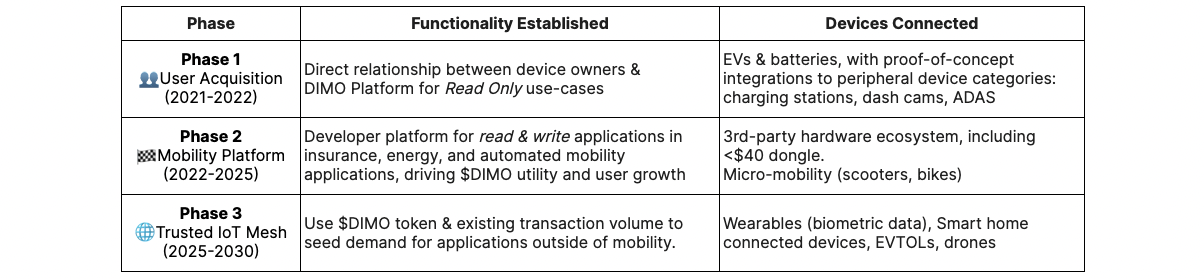 Phase
Functionality Established
Devices Connected
Phase 1
👥User Acquisition
(2021-2022)
Direct relationship between device owners &
DIMO Platform for Read Only use-cases
EVs & batteries, with proof-of-concept
integrations to peripheral device categories:
charging stations, dash cams, ADAS
Phase 2
🏁Mobility Platform
(2022-2025)
Developer platform for read & write applications in
insurance, energy, and automated mobility
applications, driving $DIMO utility and user growth
3rd-party hardware ecosystem, including
<$40 dongle.
Micro-mobility (scooters, bikes)
Phase 3
🌐Trusted IoT Mesh
(2025-2030)
Use $DIMO token & existing transaction volume to
seed demand for applications outside of mobility.
Wearables (biometric data), Smart home
connected devices, EVTOLs, drones